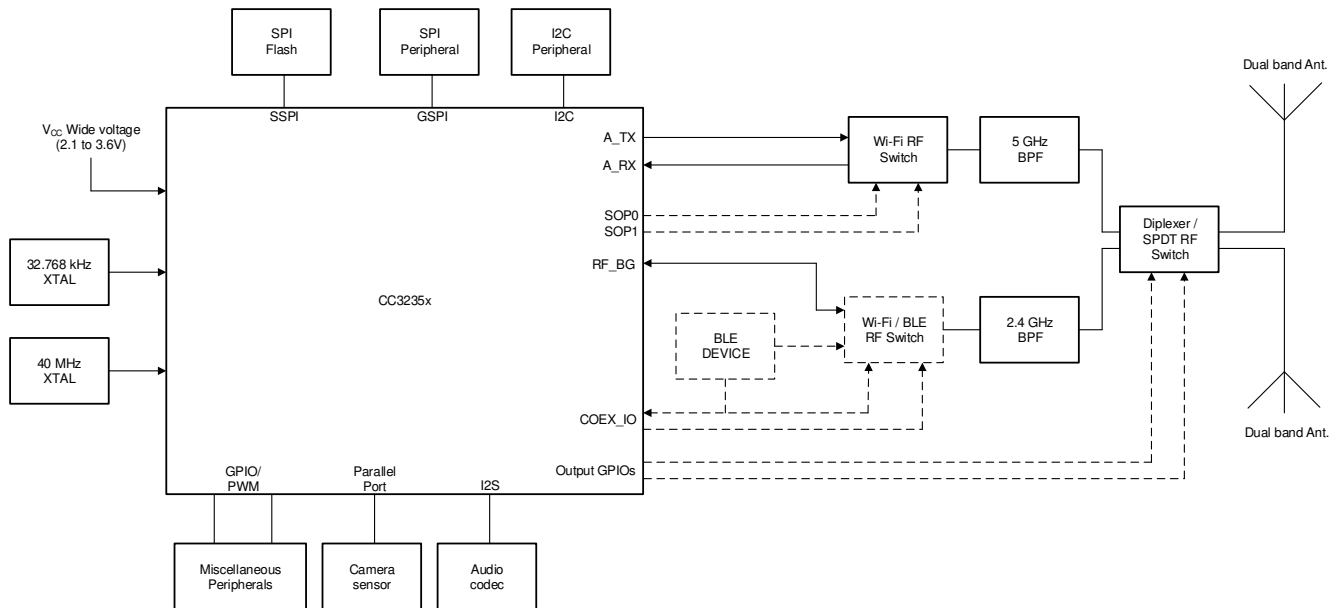 SPI
Flash
SPI
Peripheral
I2C
Peripheral
Dual band Ant.
SSPI
GSPI
I2C
VCC Wide voltage
(2.1 to 3.6V)
A_TX
A_RX
Wi-Fi RF
Switch
5 GHz
BPF
SOP0
SOP1
Diplexer /
SPDT RF
Switch
32.768 kHz
XTAL
RF_BG
CC3235x
BLE
DEVICE
Wi-Fi / BLE
RF Switch
2.4 GHz
BPF
40 MHz
XTAL
COEX_IO
Dual band Ant.
Output GPIOs
GPIO/
PWM
Parallel
Port
I2S
Miscellaneous
Peripherals
Camera
sensor
Audio
codec